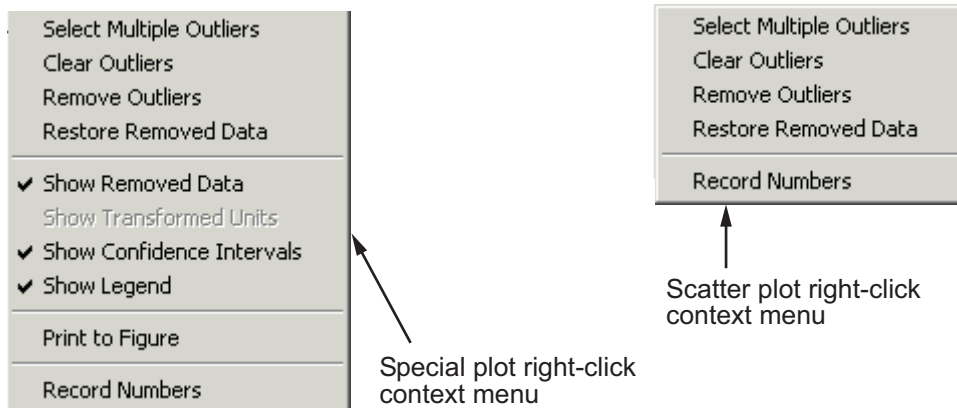 Select Multiple Outliers
Clear Outliers
Remove Outliers
Restore Removed Data
Show Removed Data
Show Transformed Units
Show Confidence Intervals
Show Legend
Print to Figure
Record Numbers
Special plot right-click
context menu
Select Multiple Outliers
Clear Outliers
Remove Outliers
Restore Removed Data
Record Numbers
Scatter plot right-click
context menu